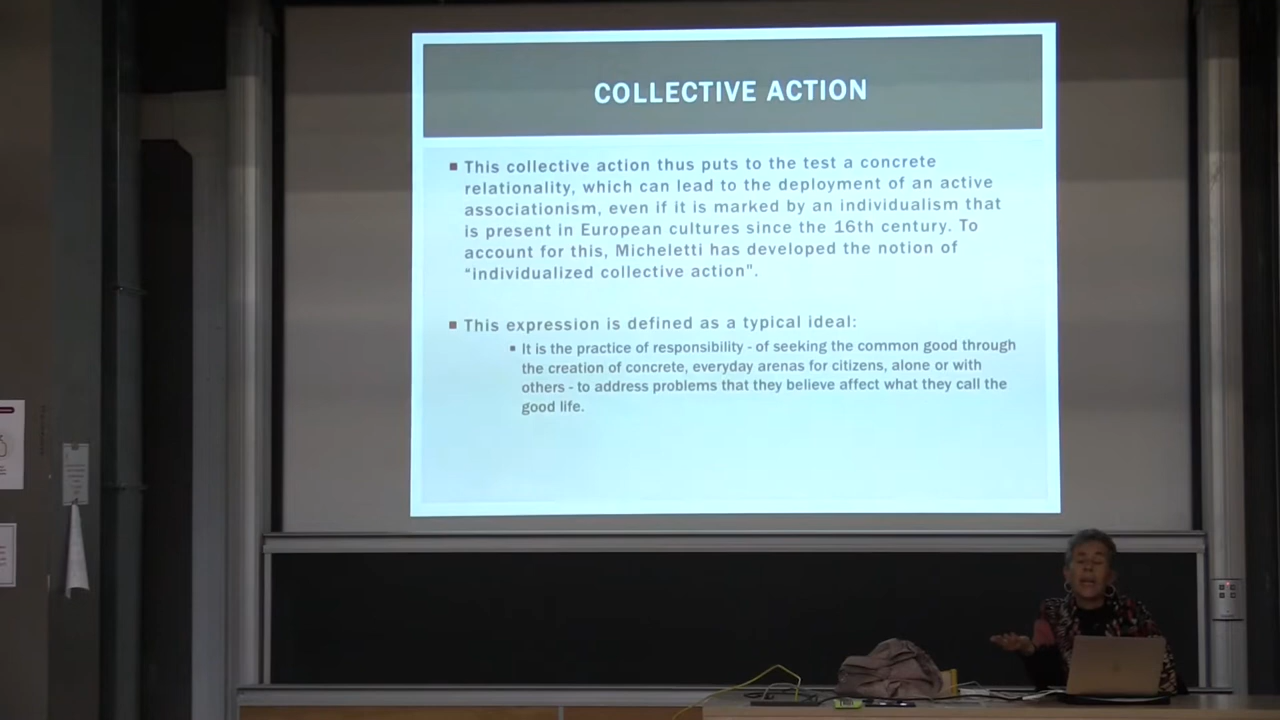 COLLECTIVE ACTION
▪ This collective action thus puts to the test a concrete
relationality, which can lead to the deployment of an active
associationism, even if it is marked by an individualism that
is present in European cultures since the 16th century. To
account for this, Micheletti has developed the notion of
"individualized collective action".
▪ This expression is defined as a typical ideal:
▪ It is the practice of responsibility - of seeking the common good through
the creation of concrete, everyday arenas for citizens, alone or with
others - to address problems that they believe affect what they call the
good life.